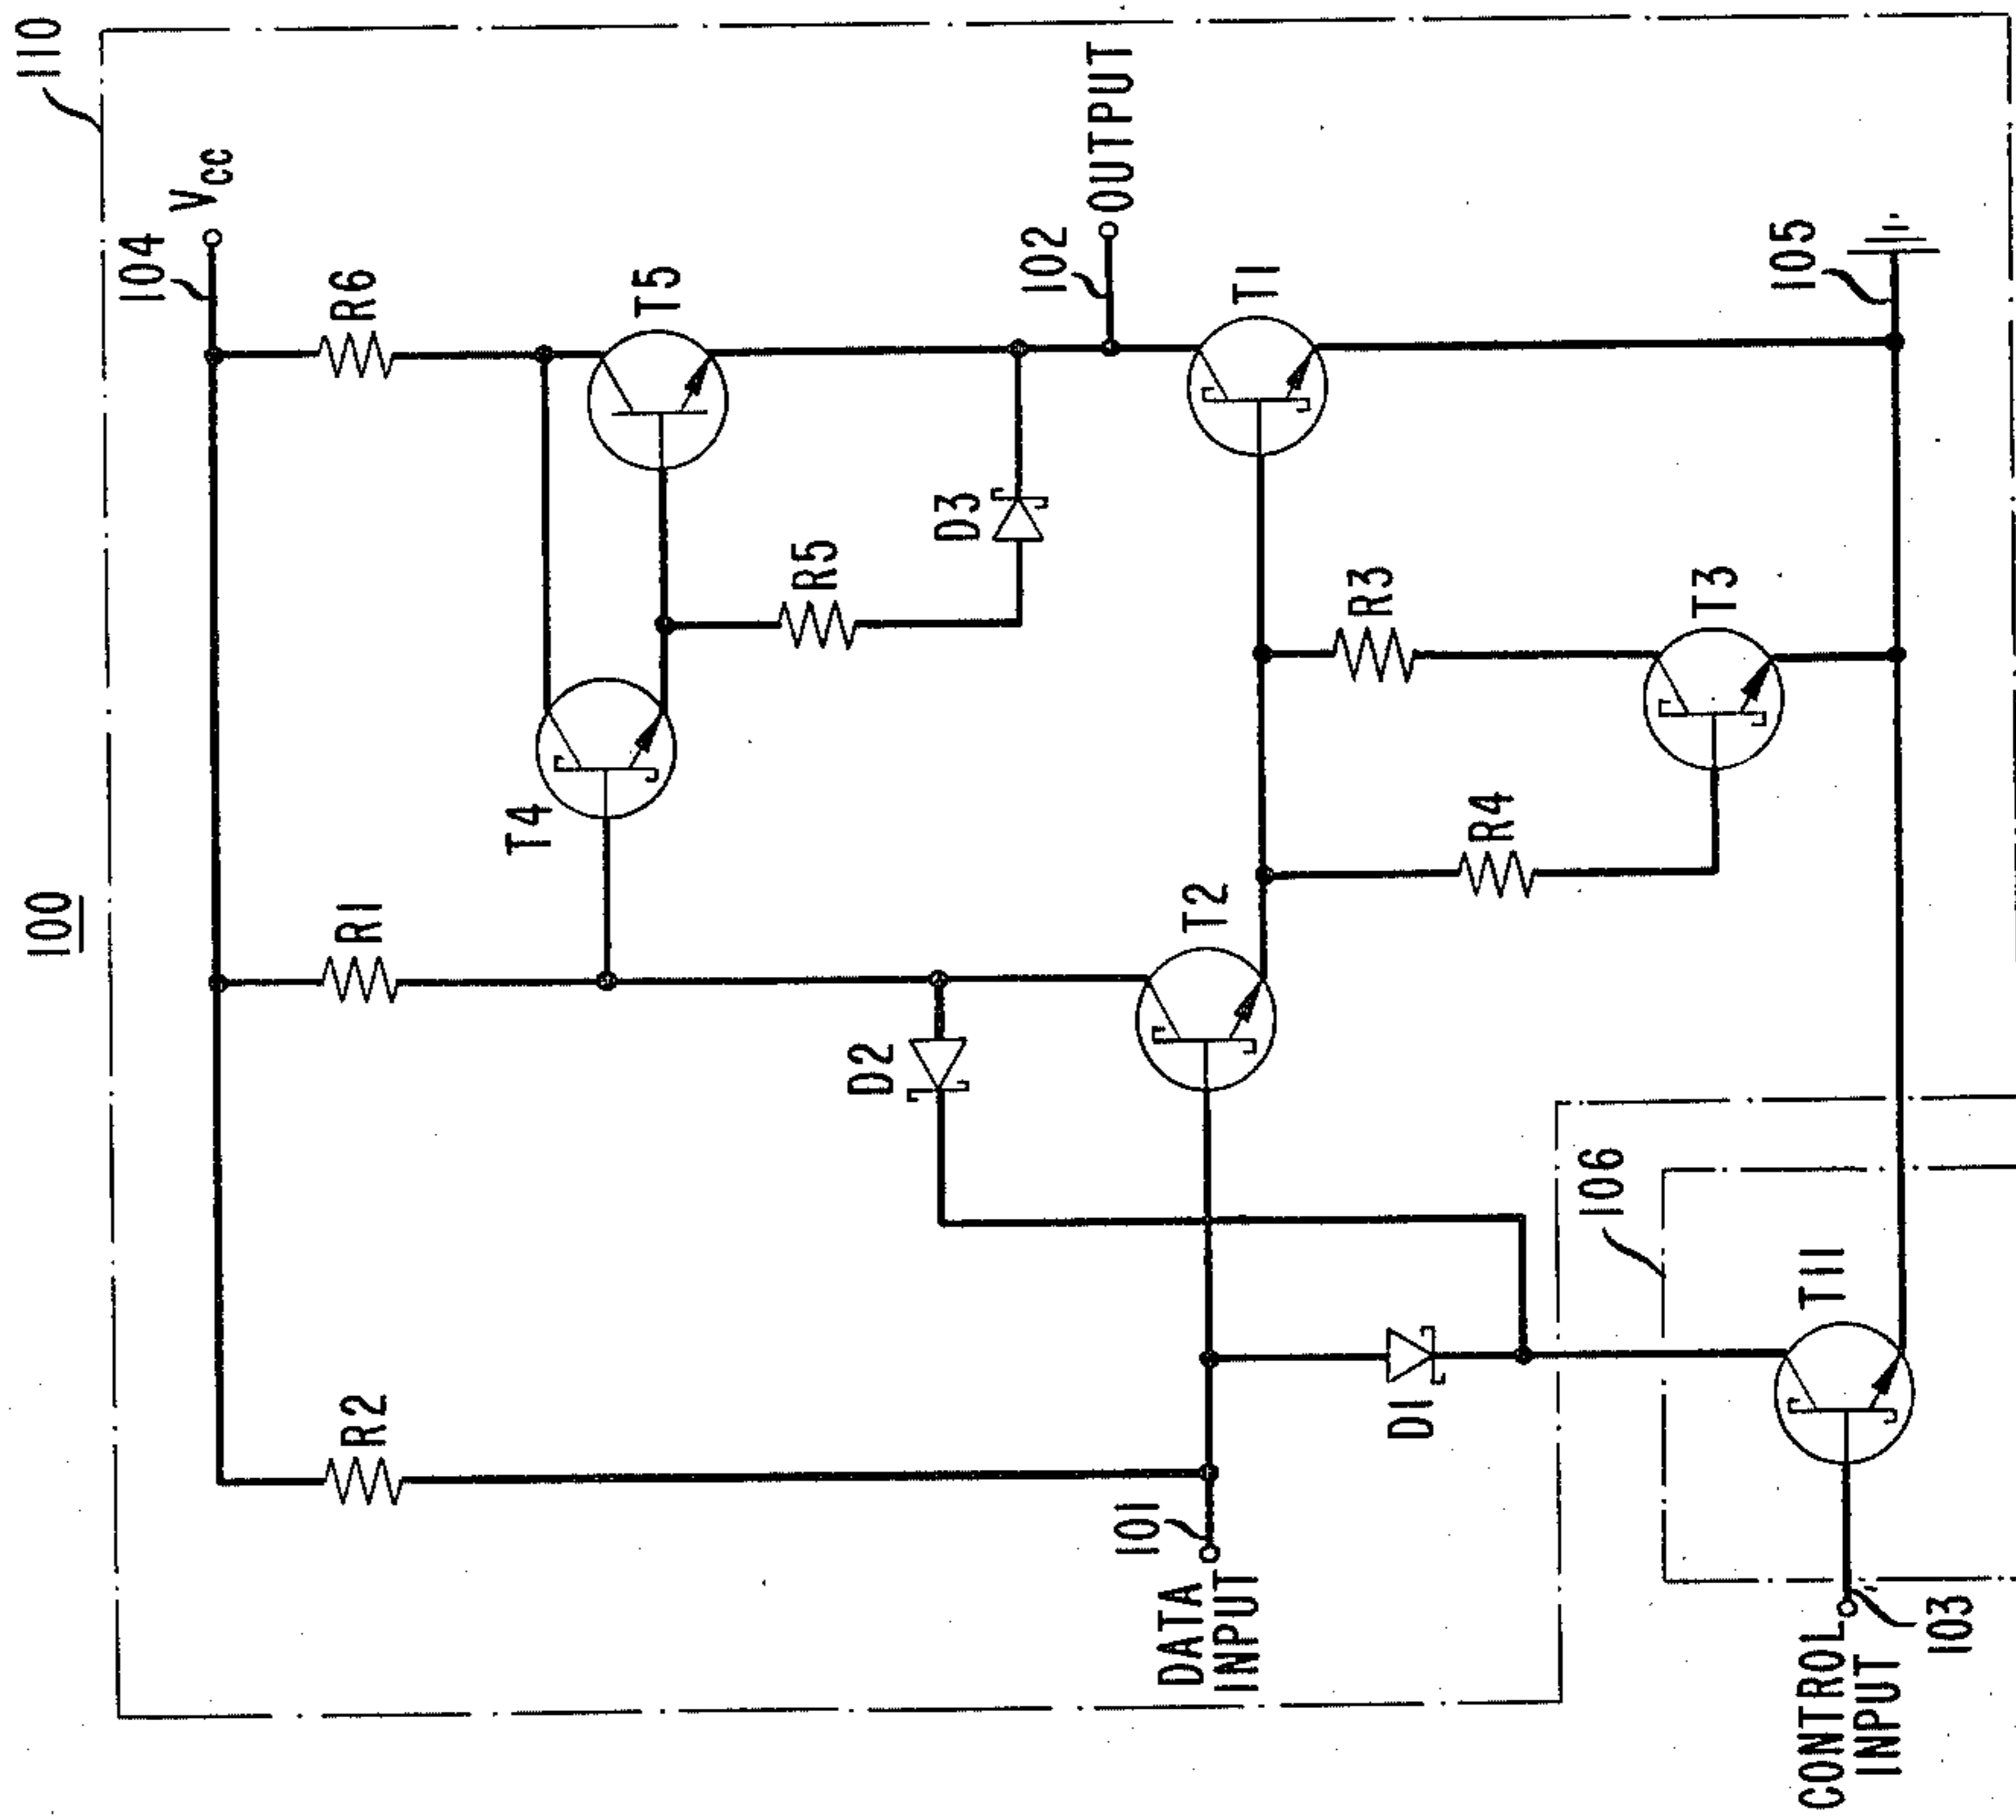 100
110
104
Vcc
R2
R1
R6
T4
T5
R5
D3
102
OUTPUT
D2
T2
T1
101
DATA
INPUT
D1
R4
R3
T3
105
106
T11
CONTROL
INPUT
103